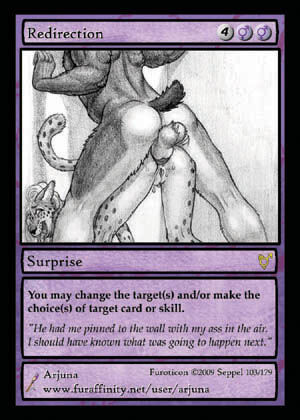 Redirection 4
Surprise
You may change the target(s) and/or make the
choice(s) of target card or skill.
"He had me pinned to the wall with my ass in the air.
I should have known what was going to happen next."
Arjuna Furoticon ©2009 Seppel 103/179
www.furaffinity.net/user/arjuna